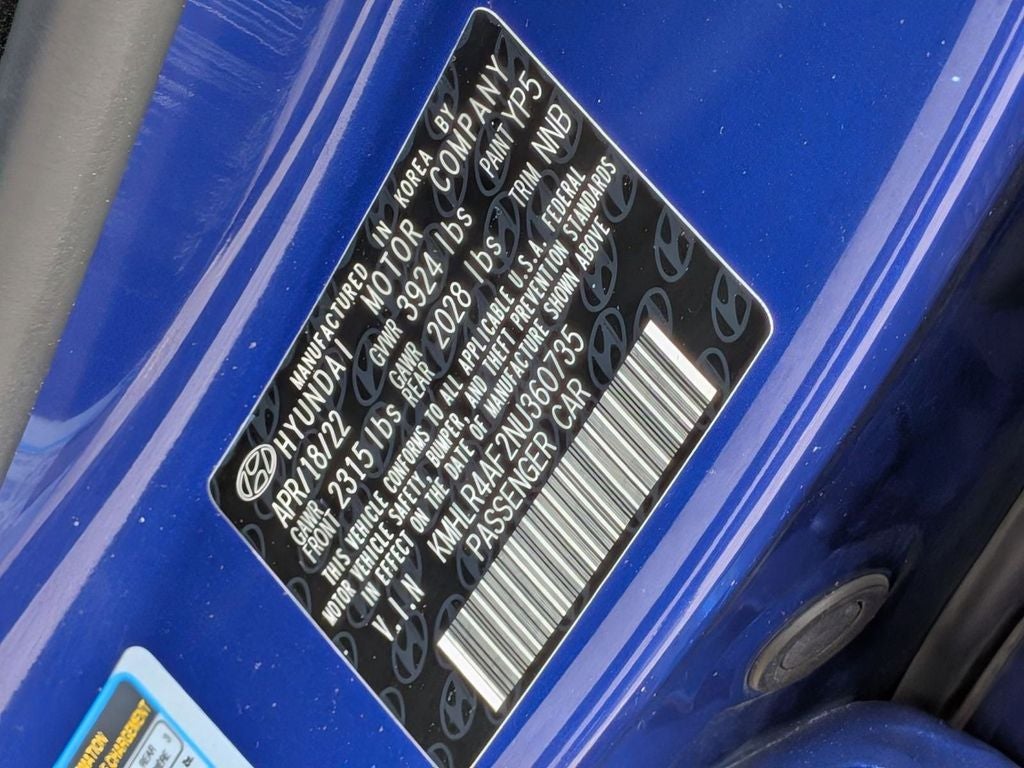 MANUFACTURED IN KOREA BY
HYUNDAI MOTOR COMPANY
APR/18/22 GVWR 3924 lbs PAINT YP5
GAWR FRONT 2315 lbs GAWR REAR 2028 lbs TRIM NNB
THIS VEHICLE CONFORMS TO ALL APPLICABLE U.S.A. FEDERAL
MOTOR VEHICLE SAFETY, BUMPER, AND THEFT PREVENTION STANDARDS
IN EFFECT ON THE DATE OF MANUFACTURE SHOWN ABOVE
V.I.N KMHLR4AF2NU360735
PASSENGER CAR
REAR 3